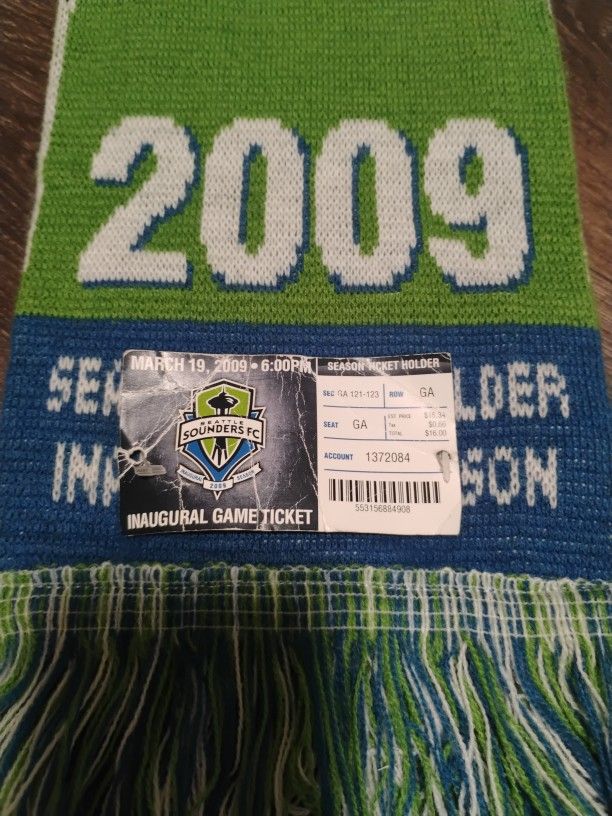 2009
SE LDER
IN SON
MARCH 19, 2009 • 6:00PM
SEATTLE
SOUNDERS FC
INAUGURAL SEASON
2009
INAUGURAL GAME TICKET
SEASON TICKET HOLDER
SEC GA 121-123 ROW GA
SEAT GA
EST. PRICE $15.34
TAX $0.66
TOTAL $16.00
ACCOUNT 1372084
553156884908